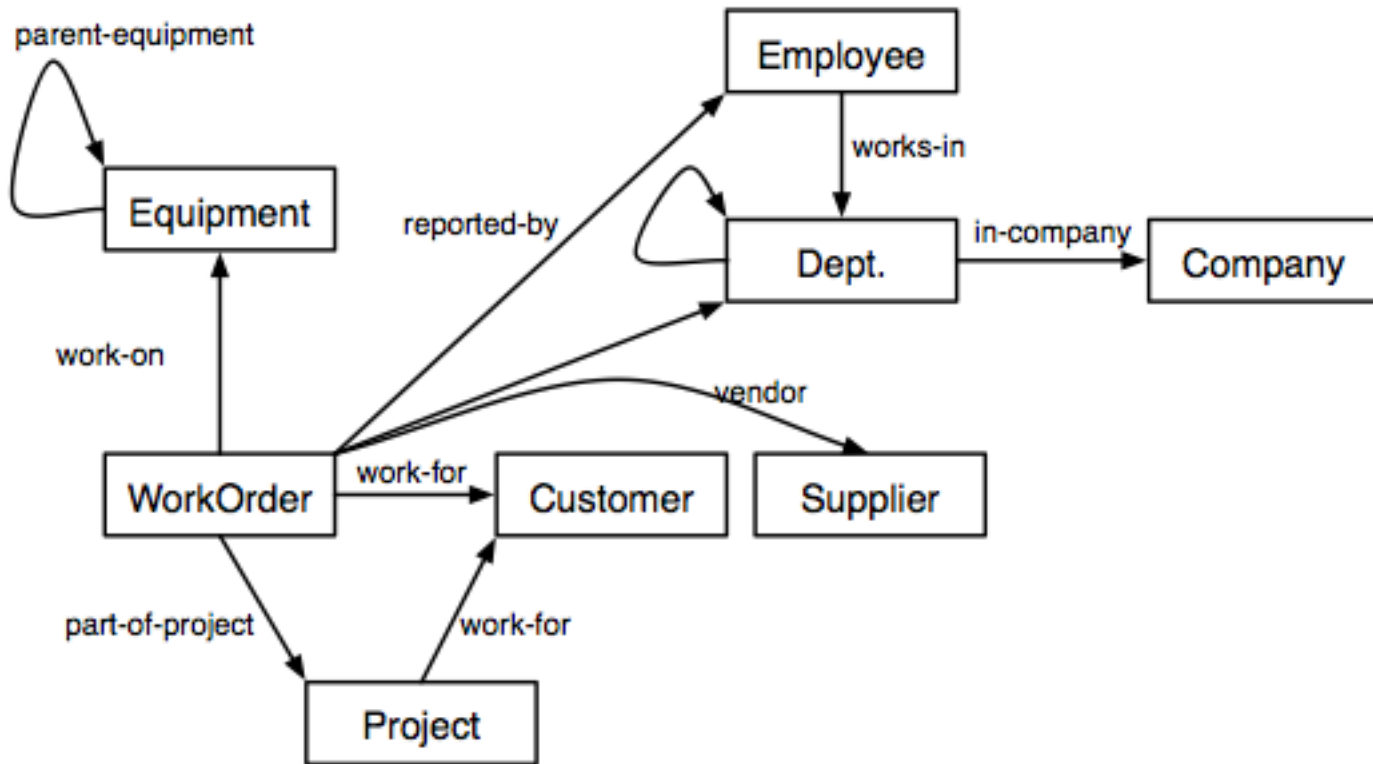 parent-equipment
Employee
works-in
Equipment
reported-by
Dept.
in-company
Company
work-on
vendor
WorkOrder
work-for
Customer
Supplier
part-of-project
work-for
Project